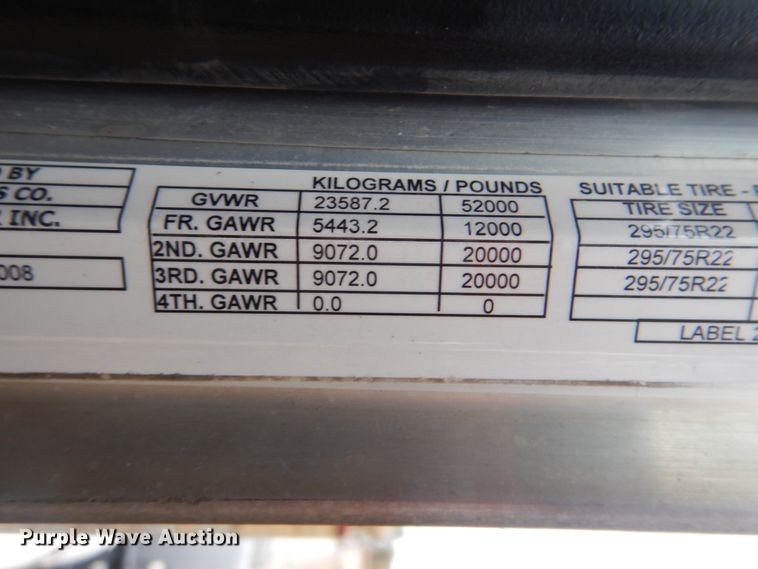 BY
S CO.
INC.
008
KILOGRAMS / POUNDS
GVWR 23587.2 52000
FR. GAWR 5443.2 12000
2ND. GAWR 9072.0 20000
3RD. GAWR 9072.0 20000
4TH. GAWR 0.0 0
SUITABLE TIRE -
TIRE SIZE
295/75R22
295/75R22
295/75R22
LABEL 2
Purple Wave Auction